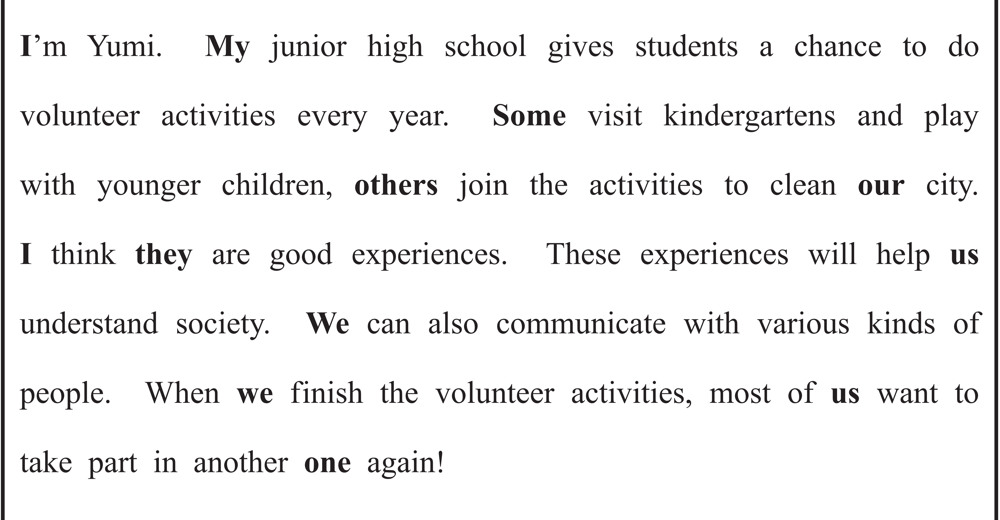 I’m Yumi. My junior high school gives students a chance to do
volunteer activities every year. Some visit kindergartens and play
with younger children, others join the activities to clean our city.
I think they are good experiences. These experiences will help us
understand society. We can also communicate with various kinds of
people. When we finish the volunteer activities, most of us want to
take part in another one again!